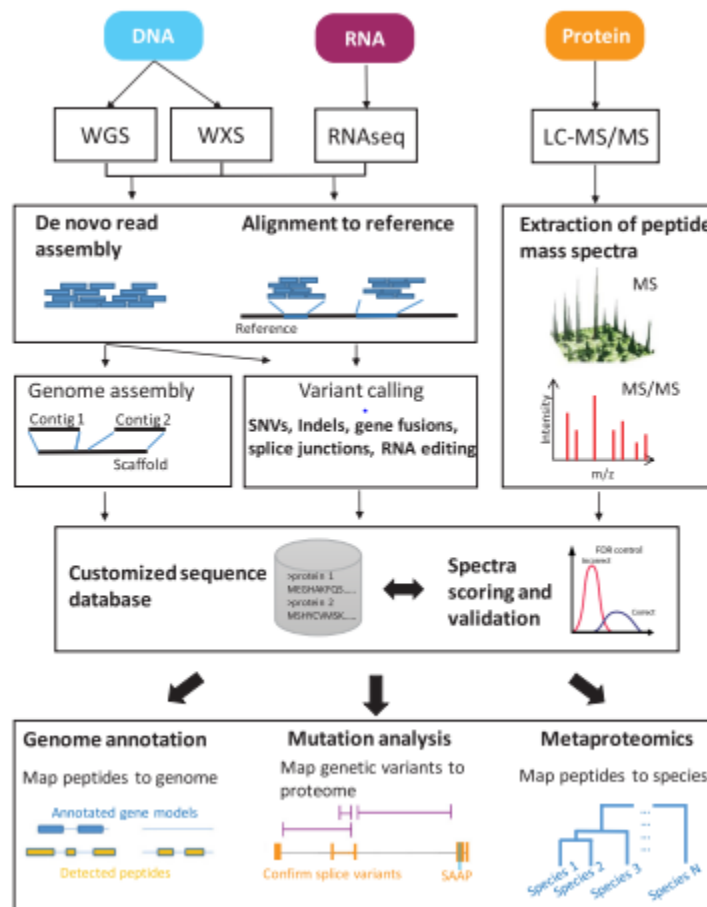 DNA
RNA
Protein
WGS
WXS
RNAseq
LC-MS/MS
De novo read
assembly
Alignment to reference
Reference
Extraction of peptide
mass spectra
MS
MS/MS
Intensity
m/z
Genome assembly
Contig 1
Contig 2
Scaffold
Variant calling
SNVs, Indels, gene fusions,
splice junctions, RNA editing
Customized sequence
database
>protein 1
>protein 2
Spectra
scoring and
validation
FDR control
Incorrect
Correct
Genome annotation
Map peptides to genome
Annotated gene models
Detected peptides
Mutation analysis
Map genetic variants to
proteome
Confirm splice variants
SAAP
Metaproteomics
Map peptides to species
...
...
...
...
Species 1
Species 2
Species 3
Species N